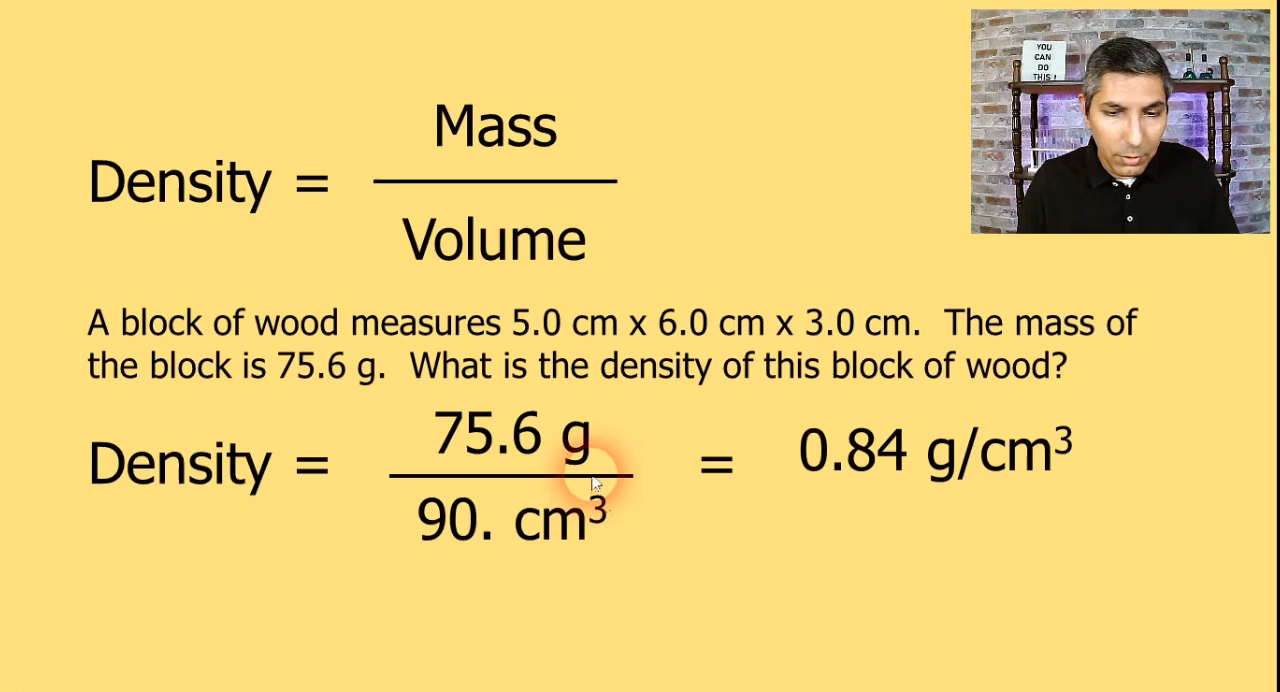 Density =
Mass
Volume
A block of wood measures 5.0 cm x 6.0 cm x 3.0 cm. The mass of
the block is 75.6 g. What is the density of this block of wood?
Density =
75.6 g
90. cm³
= 0.84 g/cm³
YOU
CAN
DO
THIS !